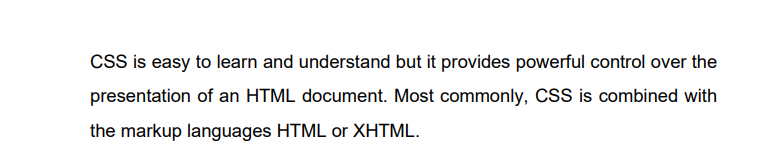 CSS is easy to learn and understand but it provides powerful control over the
presentation of an HTML document. Most commonly, CSS is combined with
the markup languages HTML or XHTML.